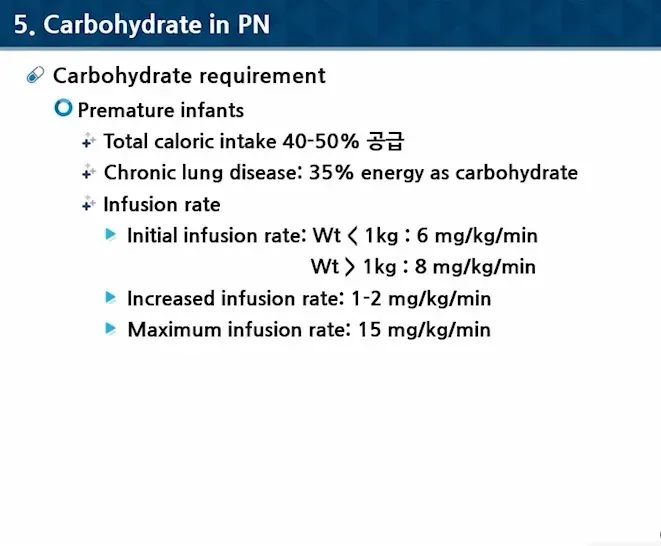 5. Carbohydrate in PN
Carbohydrate requirement
Premature infants
Total caloric intake 40-50% 공급
Chronic lung disease: 35% energy as carbohydrate
Infusion rate
Initial infusion rate: Wt < 1kg : 6 mg/kg/min
Wt > 1kg : 8 mg/kg/min
Increased infusion rate: 1-2 mg/kg/min
Maximum infusion rate: 15 mg/kg/min